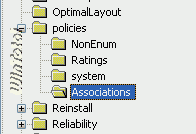 OptimalLayout
policies
NonEnum
Ratings
system
Associations
Reinstall
Reliability